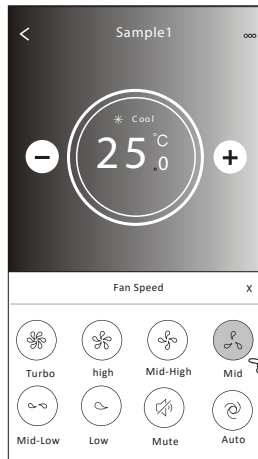 Sample1
Cool
25.0 °C
Fan Speed x
Turbo high Mid-High Mid
Mid-Low Low Mute Auto